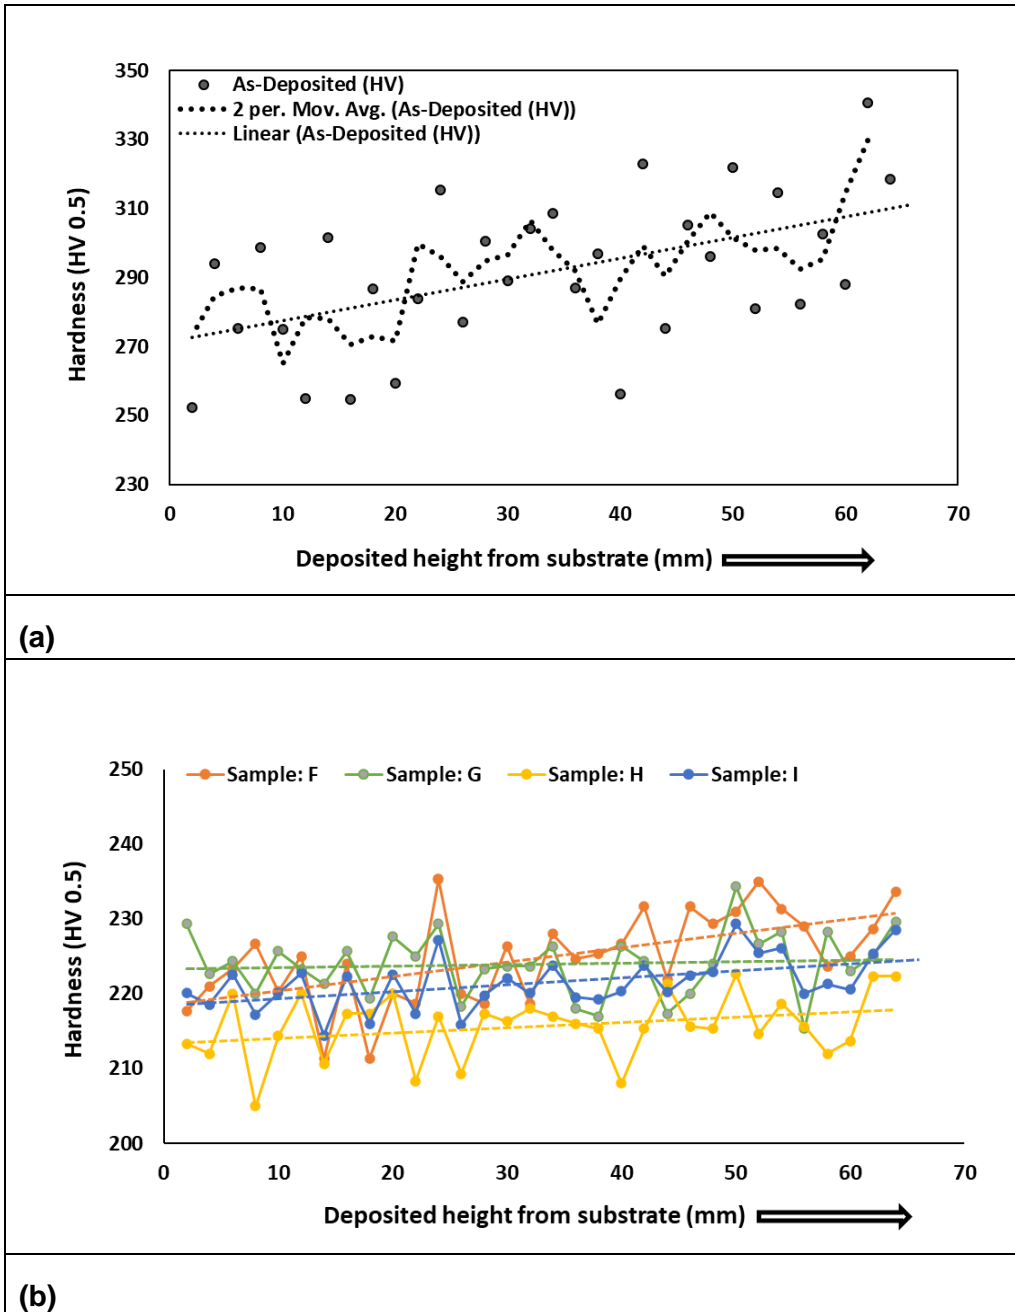 350
330
310
290
270
250
230
Hardness (HV 0.5)
As-Deposited (HV)
2 per. Mov. Avg. (As-Deposited (HV))
Linear (As-Deposited (HV))
0 10 20 30 40 50 60 70
Deposited height from substrate (mm)
(a)
250
240
230
220
210
200
Hardness (HV 0.5)
Sample: F Sample: G Sample: H Sample: I
0 10 20 30 40 50 60 70
Deposited height from substrate (mm)
(b)